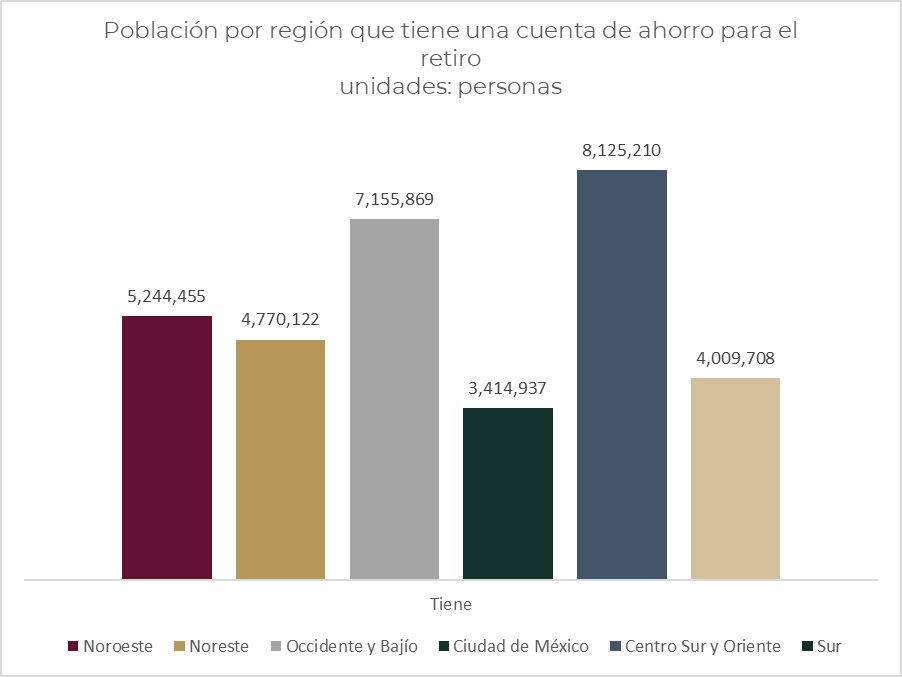 Población por región que tiene una cuenta de ahorro para el
retiro
unidades: personas
8,125,210
7,155,869
5,244,455
4,770,122
4,009,708
3,414,937
Tiene
Noroeste Noreste Occidente y Bajío Ciudad de México Centro Sur y Oriente Sur